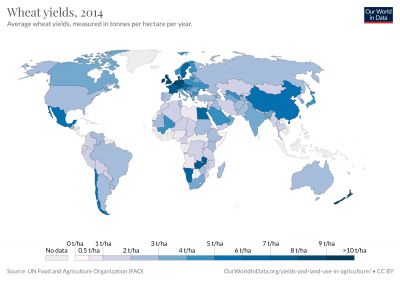 Wheat yields, 2014
Average wheat yields, measured in tonnes per hectare per year.
Our World
in Data
No data
0 t/ha
0.5 t/ha
1 t/ha
2 t/ha
3 t/ha
4 t/ha
5 t/ha
6 t/ha
7 t/ha
8 t/ha
9 t/ha
>10 t/ha
Source: UN Food and Agriculture Organization (FAO)
OurWorldInData.org/yields-and-land-use-in-agriculture/ • CC BY